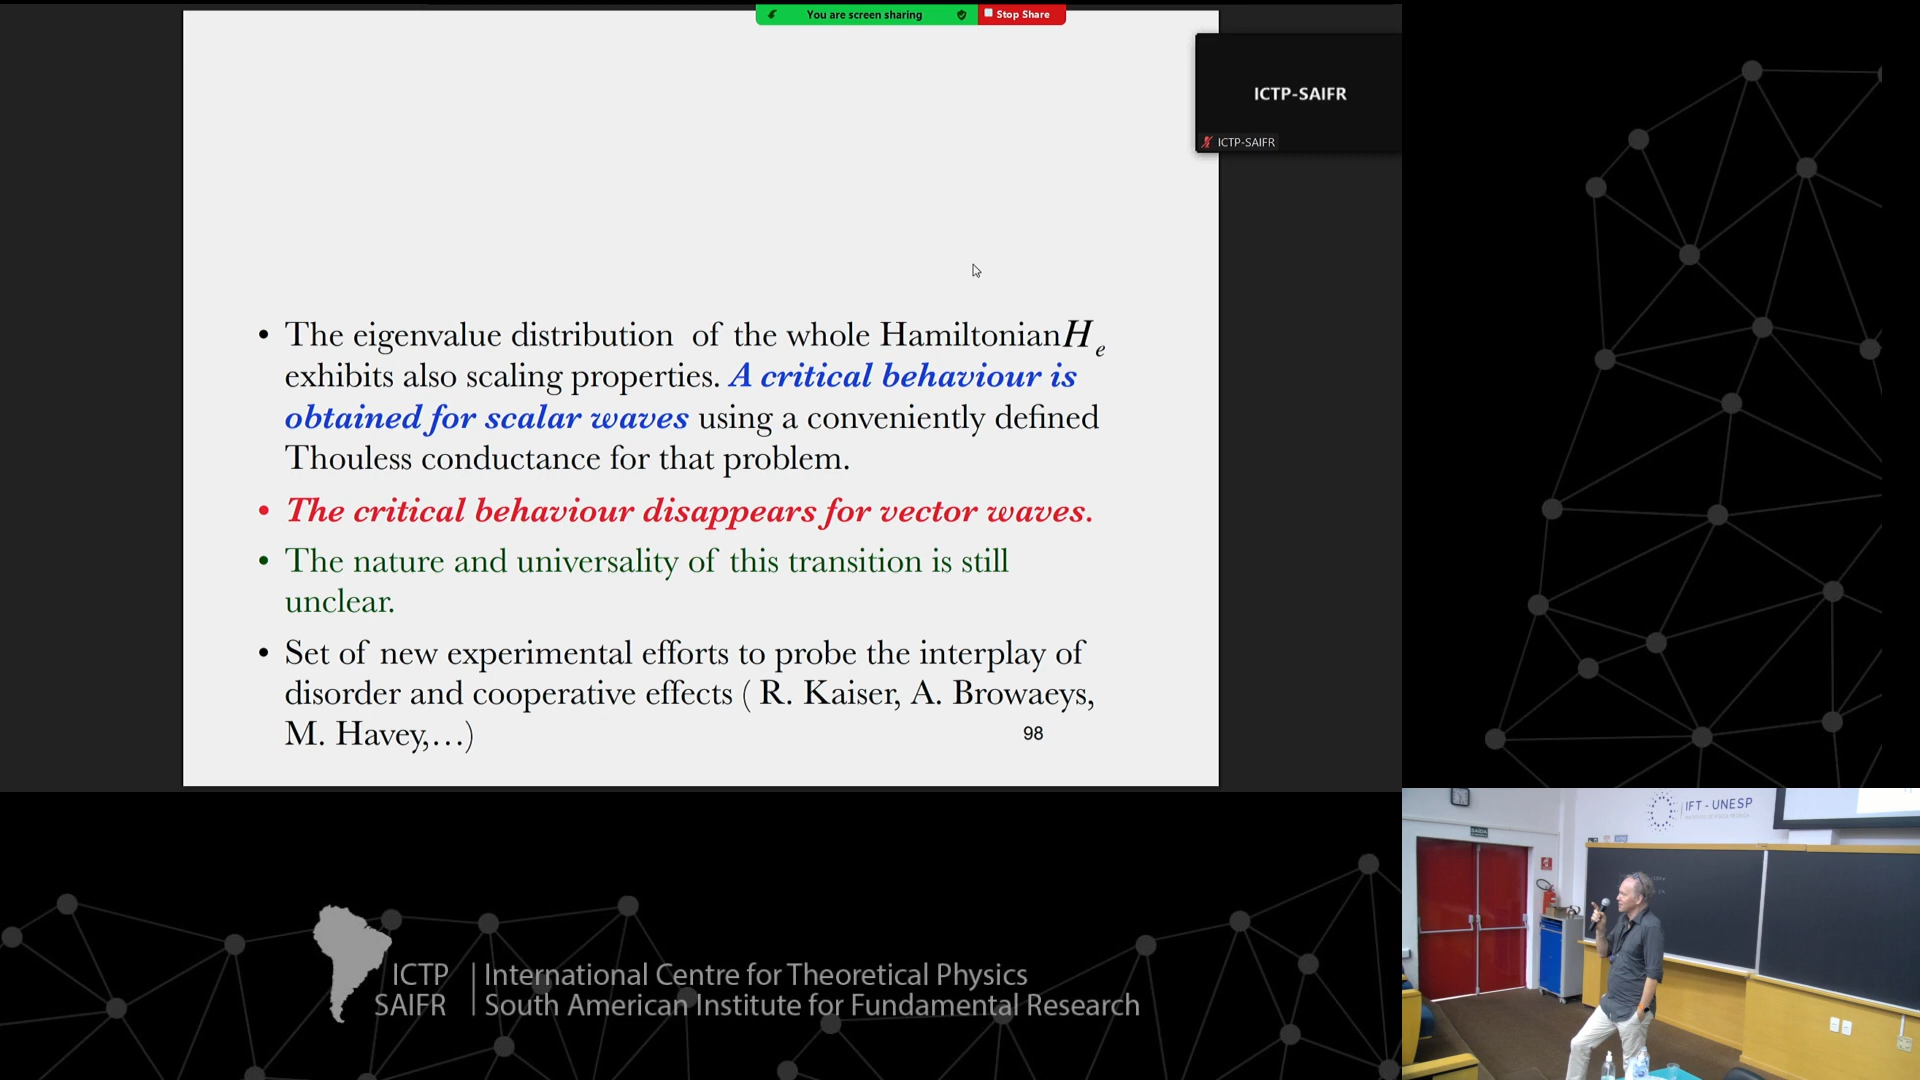 You are screen sharing
Stop Share
ICTP-SAIFR
ICTP-SAIFR
• The eigenvalue distribution of the whole Hamiltonian H e
exhibits also scaling properties. A critical behaviour is
obtained for scalar waves using a conveniently defined
Thouless conductance for that problem.
• The critical behaviour disappears for vector waves.
• The nature and universality of this transition is still
unclear.
• Set of new experimental efforts to probe the interplay of
disorder and cooperative effects ( R. Kaiser, A. Browaeys,
M. Havey,…)
98
IFT - UNESP
SAÍDA
ICTP | International Centre for Theoretical Physics
SAIFR | South American Institute for Fundamental Research